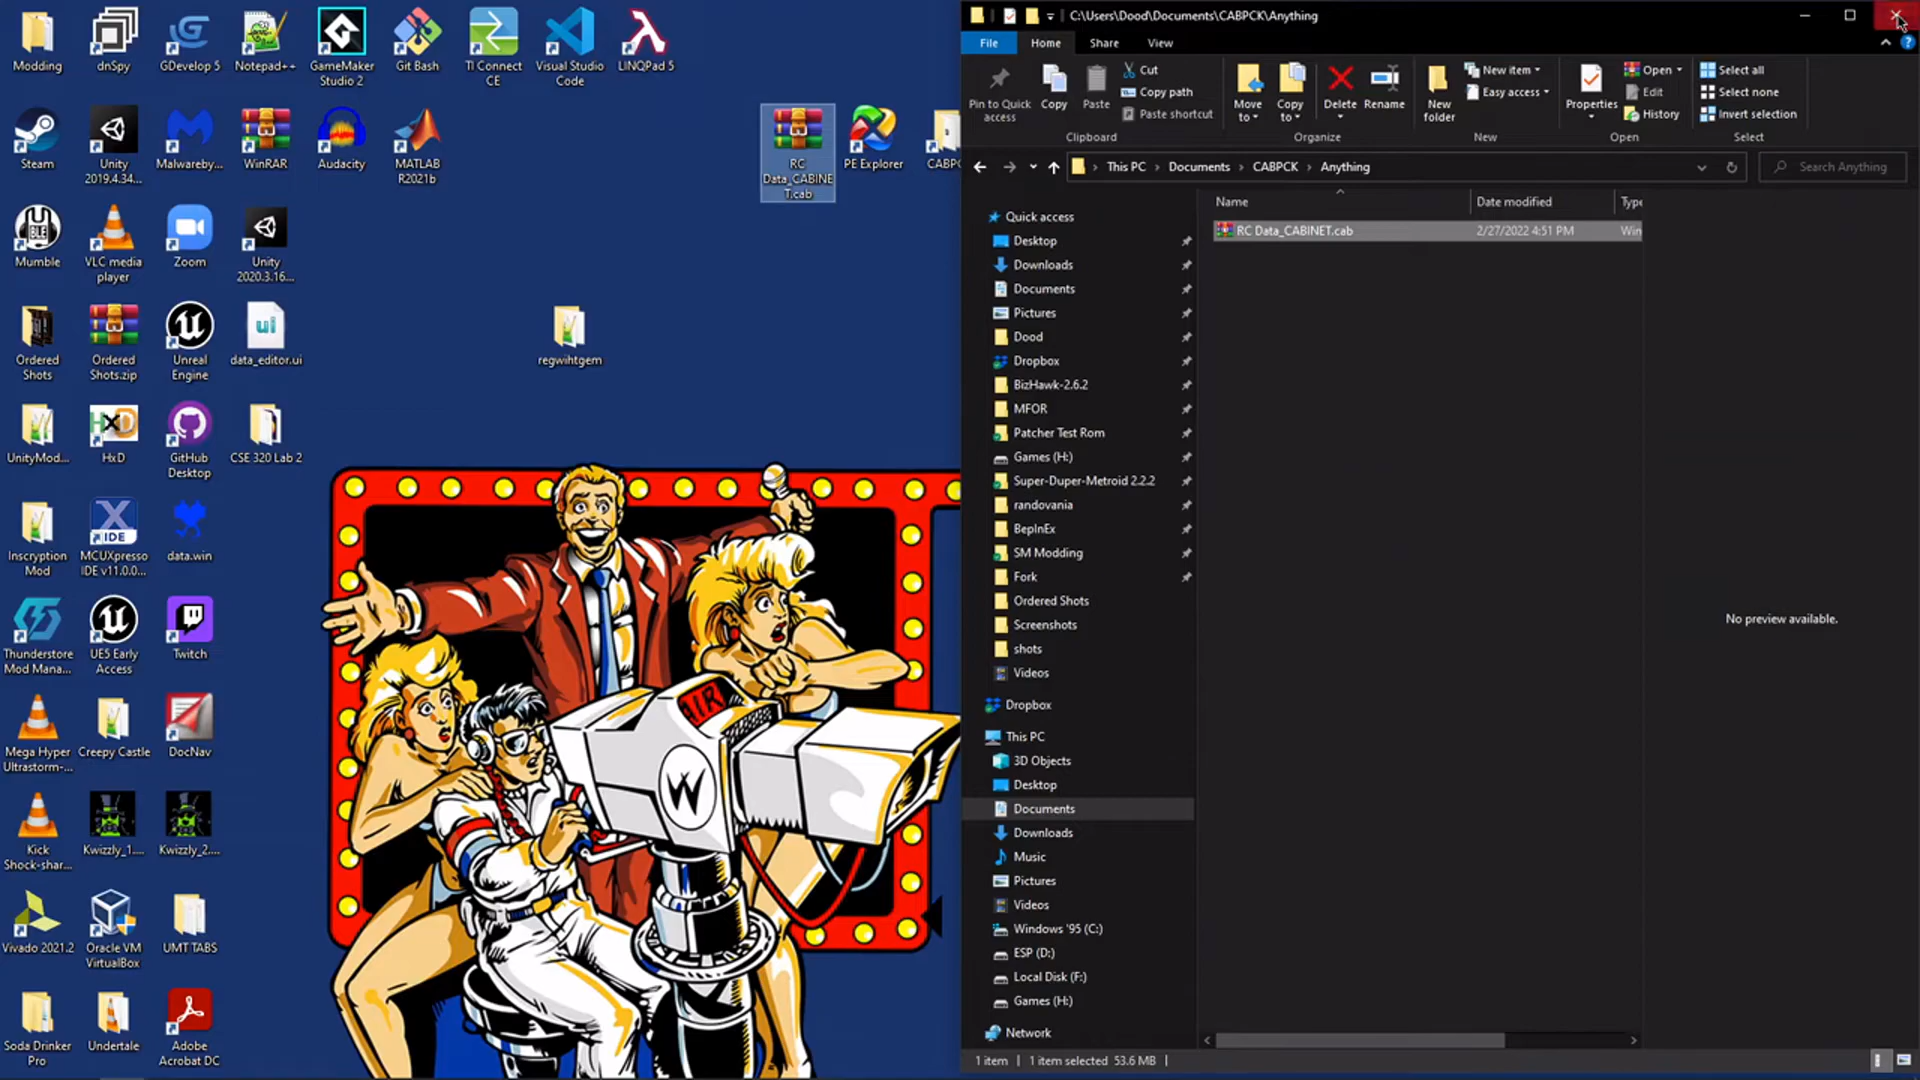 Modding
dnSpy
GDevelop 5
Notepad++
GameMaker
Studio 2
Git Bash
TI Connect
CE
Visual Studio
Code
LINQPad 5
Steam
Unity
2019.4.34...
Malwareby...
WinRAR
Audacity
MATLAB
R2021b
RC
Data_CABINE
T.cab
PE Explorer
CABPC
BLE
Mumble
VLC media
player
Zoom
Unity
2020.3.16...
Ordered
Shots
Ordered
Shots.zip
Unreal
Engine
ui
data_editor.ui
regwihtgem
UnityMod...
HxD
HxD
GitHub
Desktop
CSE 320 Lab 2
Inscryption
Mod
IDE
MCUXpresso
IDE v11.0.0...
data.win
Thunderstore
Mod Mana...
UE5 Early
Access
Twitch
Mega Hyper
Ultrastorm-...
Creepy Castle
DocNav
Kick
Shock-shar...
Kwizzly_1....
Kwizzly_2....
Vivado 2021.2
Oracle VM
VirtualBox
UMT TABS
Soda Drinker
Pro
Undertale
Adobe
Acrobat DC
AIR
W
C:\Users\Dood\Documents\CABPCK\Anything
File
Home
Share
View
Pin to Quick
access
Copy
Paste
Cut
Copy path
Paste shortcut
Clipboard
Move
to
Copy
to
Delete
Rename
Organize
New
folder
New item
Easy access
New
Properties
Open
Edit
History
Open
Select all
Select none
Invert selection
Select
This PC
Documents
CABPCK
Anything
Search Anything
Name
Date modified
Type
RC Data_CABINET.cab
2/27/2022 4:51 PM
Win
Quick access
Desktop
Downloads
Documents
Pictures
Dood
Dropbox
BizHawk-2.6.2
MFOR
Patcher Test Rom
Games (H:)
Super-Duper-Metroid 2.2.2
randovania
BepInEx
SM Modding
Fork
Ordered Shots
Screenshots
shots
Videos
Dropbox
This PC
3D Objects
Desktop
Documents
Downloads
Music
Pictures
Videos
Windows '95 (C:)
ESP (D:)
Local Disk (F:)
Games (H:)
Network
No preview available.
1 item
1 item selected 53.6 MB